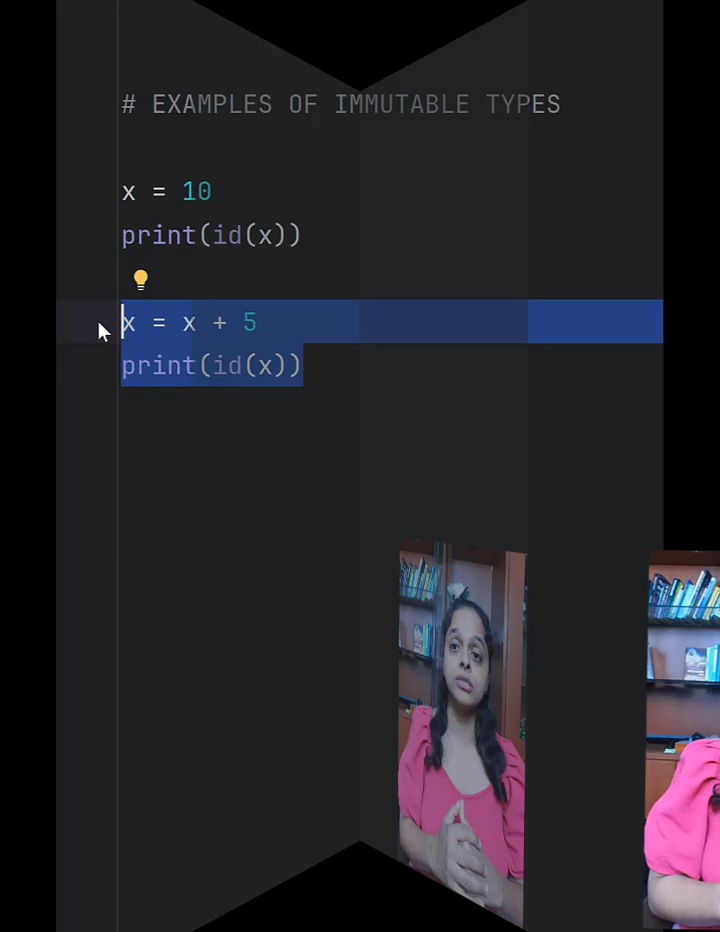 # EXAMPLES OF IMMUTABLE TYPES
x = 10
print(id(x))
x = x + 5
print(id(x))